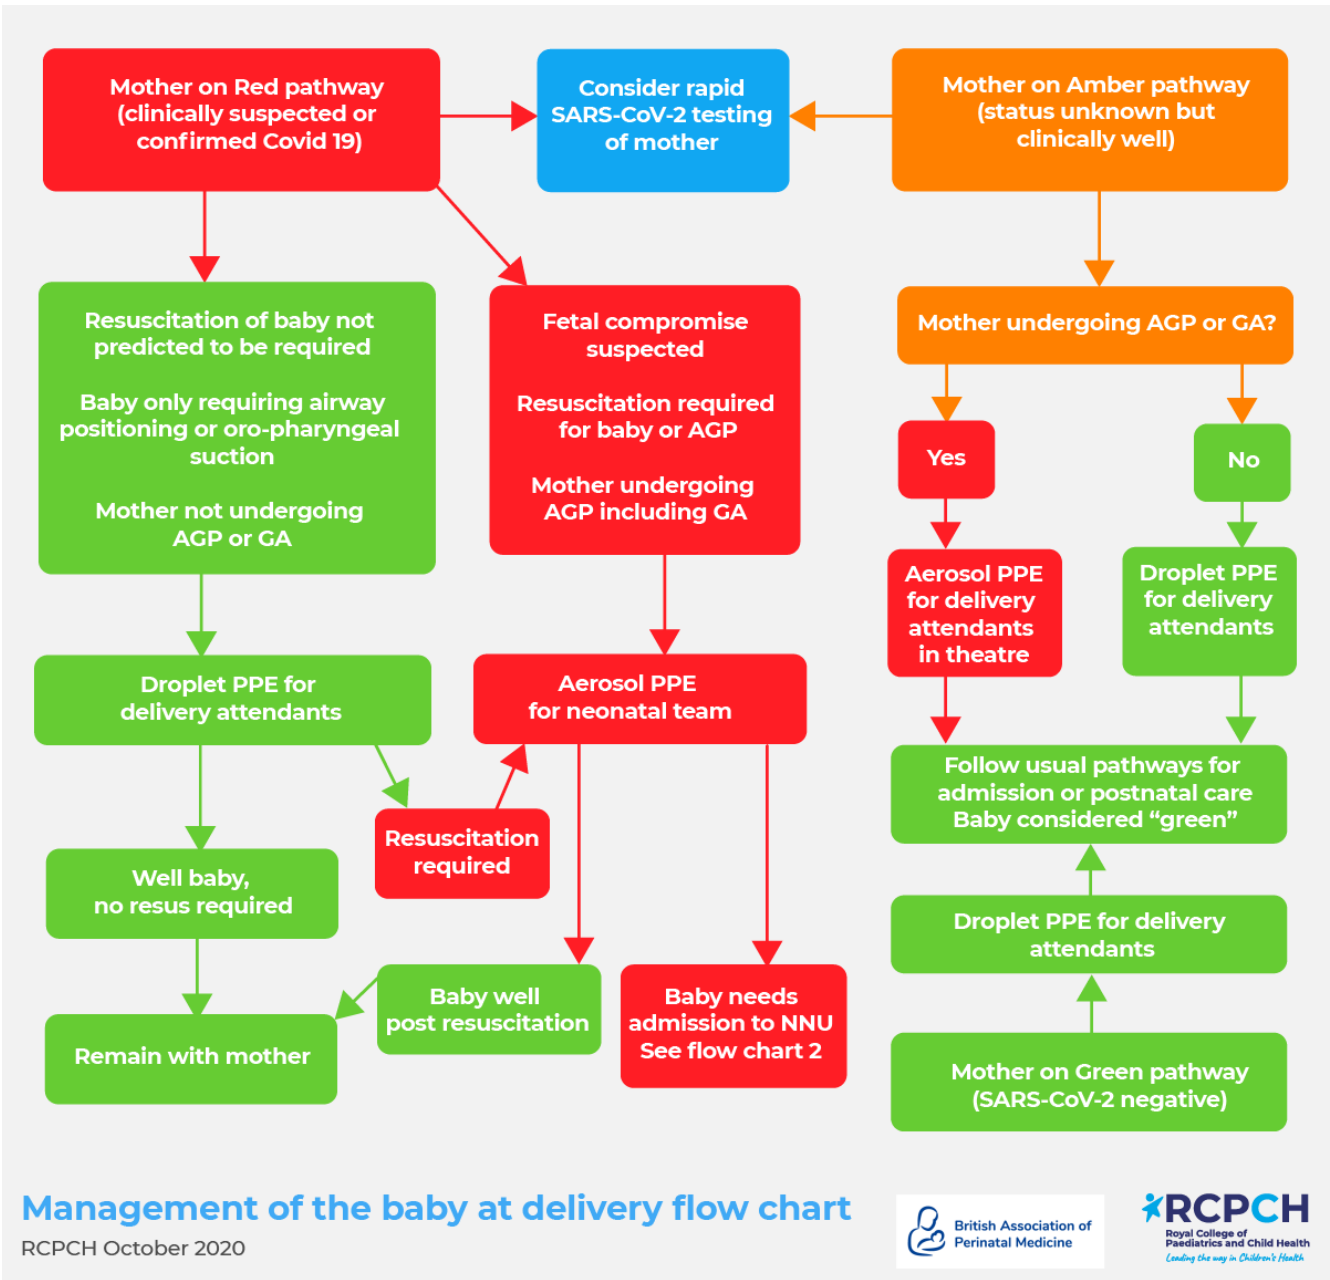 Mother on Red pathway
(clinically suspected or
confirmed Covid 19)
Consider rapid
SARS-CoV-2 testing
of mother
Mother on Amber pathway
(status unknown but
clinically well)
Resuscitation of baby not
predicted to be required
Baby only requiring airway
positioning or oro-pharyngeal
suction
Mother not undergoing
AGP or GA
Fetal compromise
suspected
Resuscitation required
for baby or AGP
Mother undergoing
AGP including GA
Mother undergoing AGP or GA?
Yes
No
Aerosol PPE
for delivery
attendants
in theatre
Droplet PPE
for delivery
attendants
Droplet PPE for
delivery attendants
Aerosol PPE
for neonatal team
Resuscitation
required
Follow usual pathways for
admission or postnatal care
Baby considered “green”
Well baby,
no resus required
Droplet PPE for delivery
attendants
Baby well
post resuscitation
Baby needs
admission to NNU
See flow chart 2
Remain with mother
Mother on Green pathway
(SARS-CoV-2 negative)
Management of the baby at delivery flow chart
RCPCH October 2020
British Association of
Perinatal Medicine
RCPCH
Royal College of
Paediatrics and Child Health
Leading the way in Children's Health